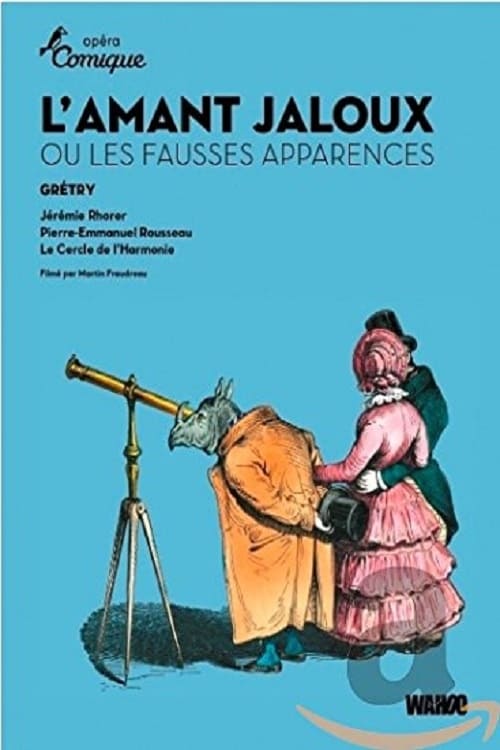 opéra
Comique
L'AMANT JALOUX
OU LES FAUSSES APPARENCES
GRÉTRY
Jérémie Rhorer
Pierre-Emmanuel Rousseau
Le Cercle de l'Harmonie
Filmé par Martin Fraudreau
a
WAHOO